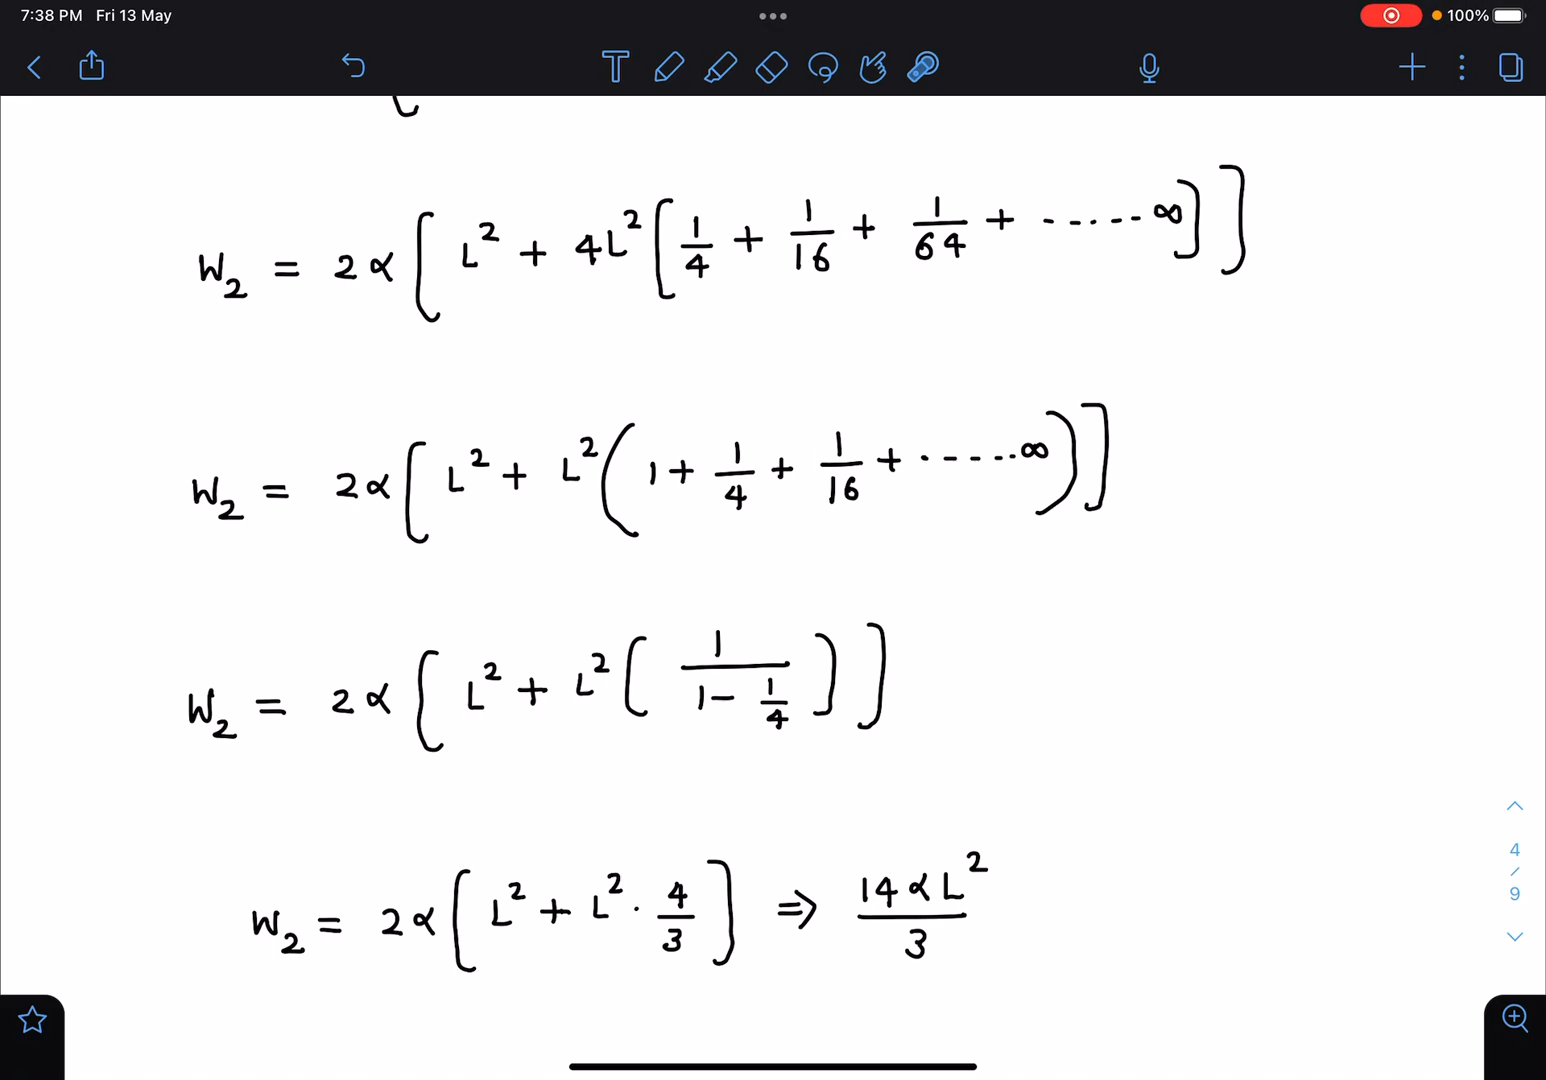 7:38 PM Fri 13 May
100%
W₂ = 2α [ L² + 4L² [ 1/4 + 1/16 + 1/64 + ..... ∞ ] ]
W₂ = 2α [ L² + L² ( 1 + 1/4 + 1/16 + ..... ∞ ) ]
W₂ = 2α [ L² + L² ( 1/(1 - 1/4) ) ]
W₂ = 2α [ L² + L² · 4/3 ] ⇒ 14αL²/3
4
/
9